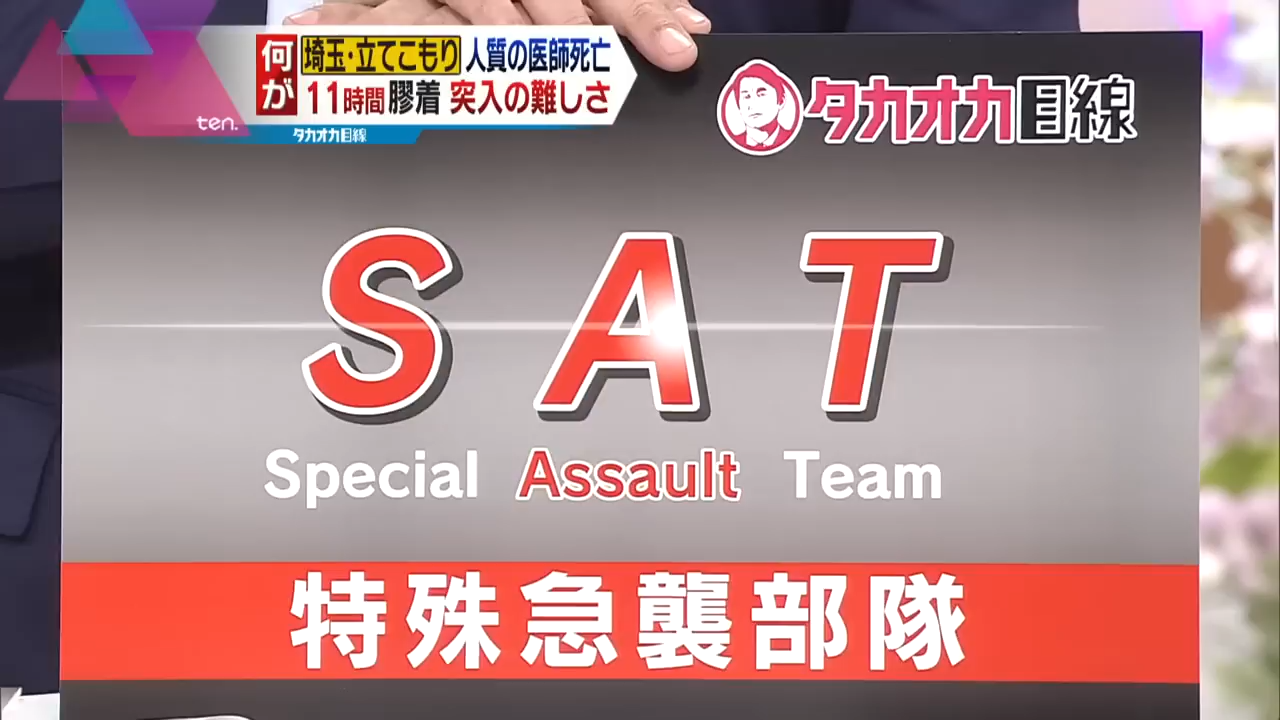 何が
埼玉・立てこもり 人質の医師死亡
11時間膠着 突入の難しさ
ten.
タカオカ目線
タカオカ目線
SAT
Special Assault Team
特殊急襲部隊